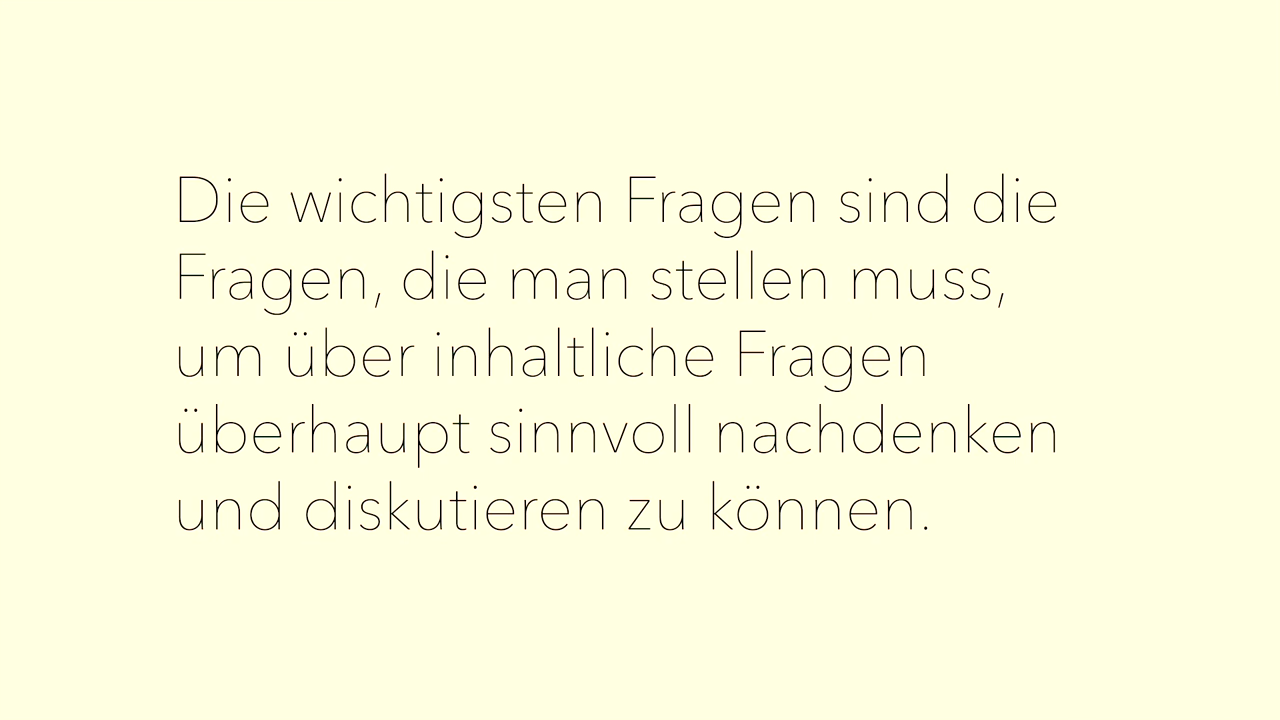 Die wichtigsten Fragen sind die
Fragen, die man stellen muss,
um über inhaltliche Fragen
überhaupt sinnvoll nachdenken
und diskutieren zu können.